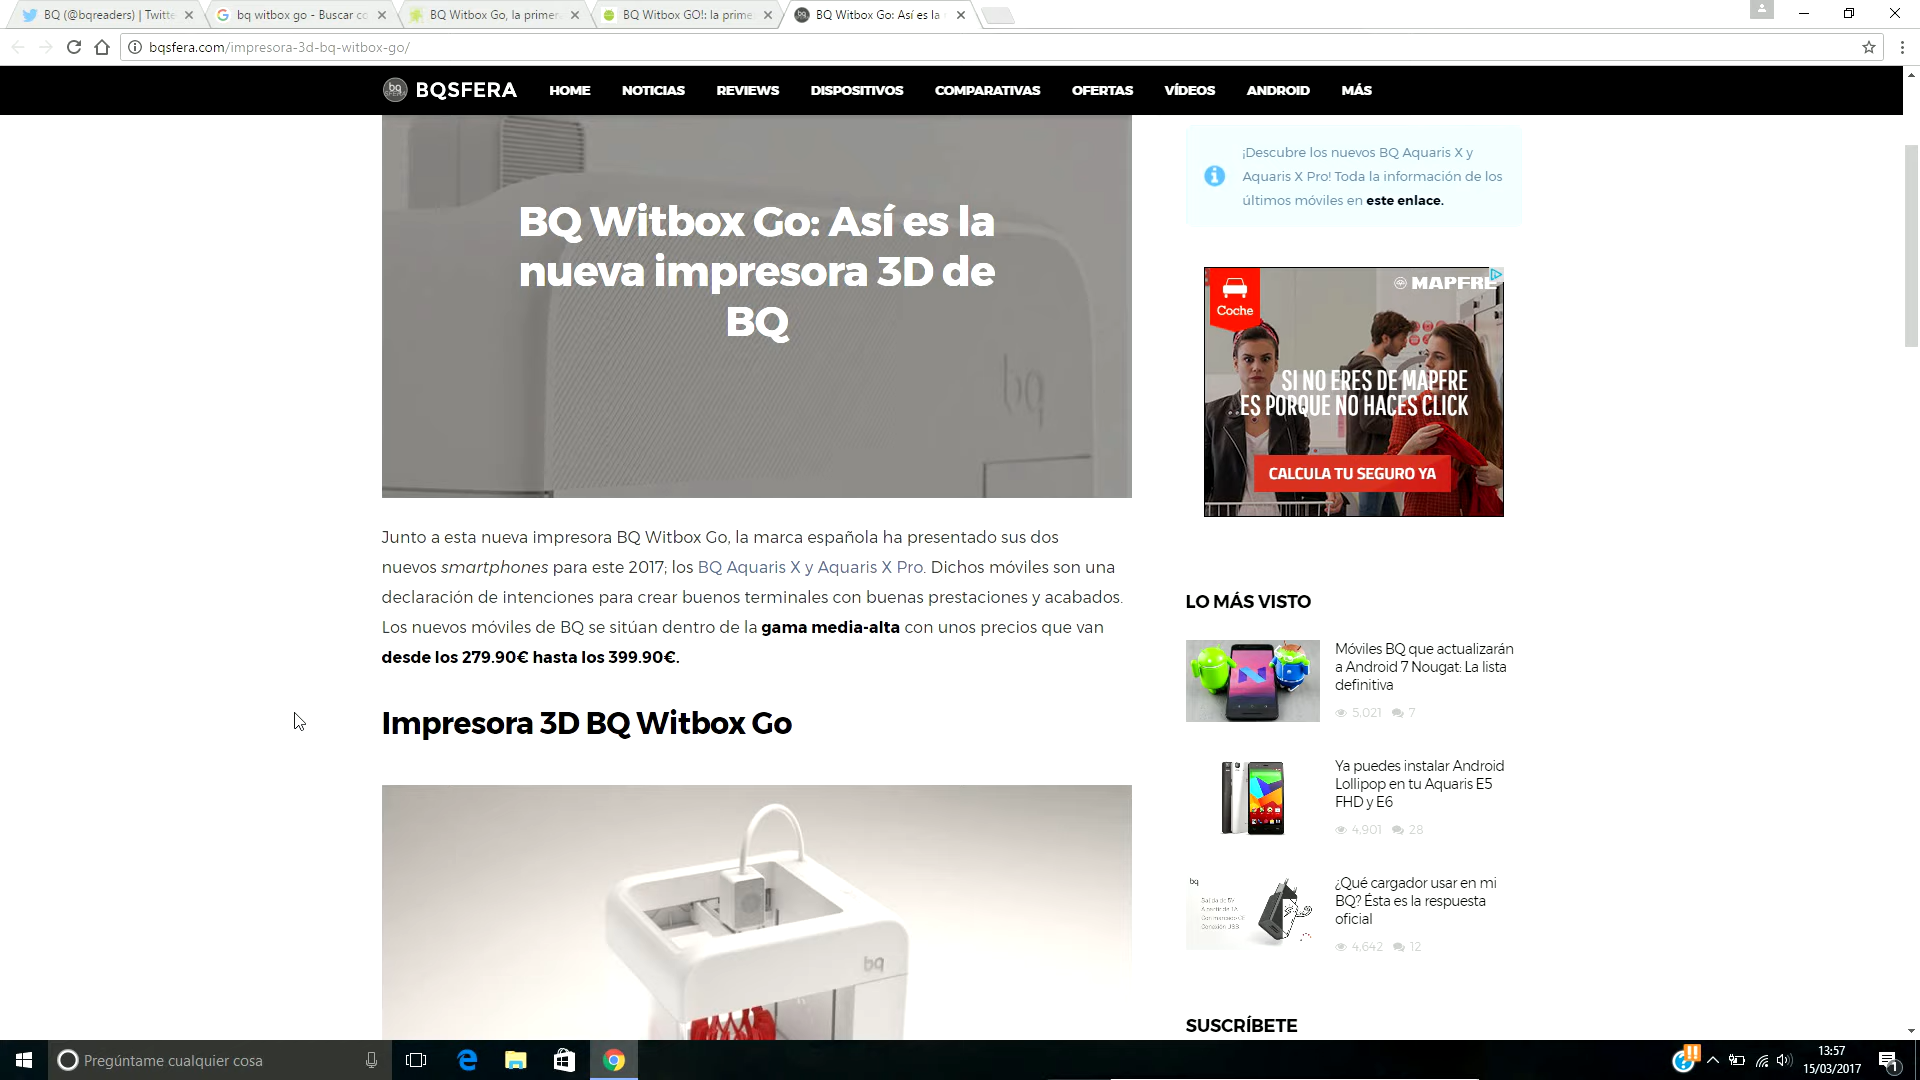 BQ (@bqreaders) | Twitte
bq witbox go - Buscar co
BQ Witbox Go, la primer
BQ Witbox GO!: la prime
BQ Witbox Go: Así es la
bqsfera.com/impresora-3d-bq-witbox-go/
bq BQSFERA HOME NOTICIAS REVIEWS DISPOSITIVOS COMPARATIVAS OFERTAS VÍDEOS ANDROID MÁS
BQ Witbox Go: Así es la
nueva impresora 3D de
BQ
bq
Junto a esta nueva impresora BQ Witbox Go, la marca española ha presentado sus dos
nuevos smartphones para este 2017; los BQ Aquaris X y Aquaris X Pro. Dichos móviles son una
declaración de intenciones para crear buenos terminales con buenas prestaciones y acabados.
Los nuevos móviles de BQ se sitúan dentro de la gama media-alta con unos precios que van
desde los 279.90€ hasta los 399.90€.
Impresora 3D BQ Witbox Go
bq
¡Descubre los nuevos BQ Aquaris X y
Aquaris X Pro! Toda la información de los
últimos móviles en este enlace.
Coche
MAPFRE
SI NO ERES DE MAPFRE
..ES PORQUE NO HACES CLICK
CALCULA TU SEGURO YA
LO MÁS VISTO
Móviles BQ que actualizarán
a Android 7 Nougat: La lista
definitiva
5,021 7
Ya puedes instalar Android
Lollipop en tu Aquaris E5
FHD y E6
4,901 28
bq
¿Qué cargador usar en mi
BQ? Ésta es la respuesta
oficial
4,642 12
SUSCRÍBETE
Pregúntame cualquier cosa
13:57
15/03/2017
1